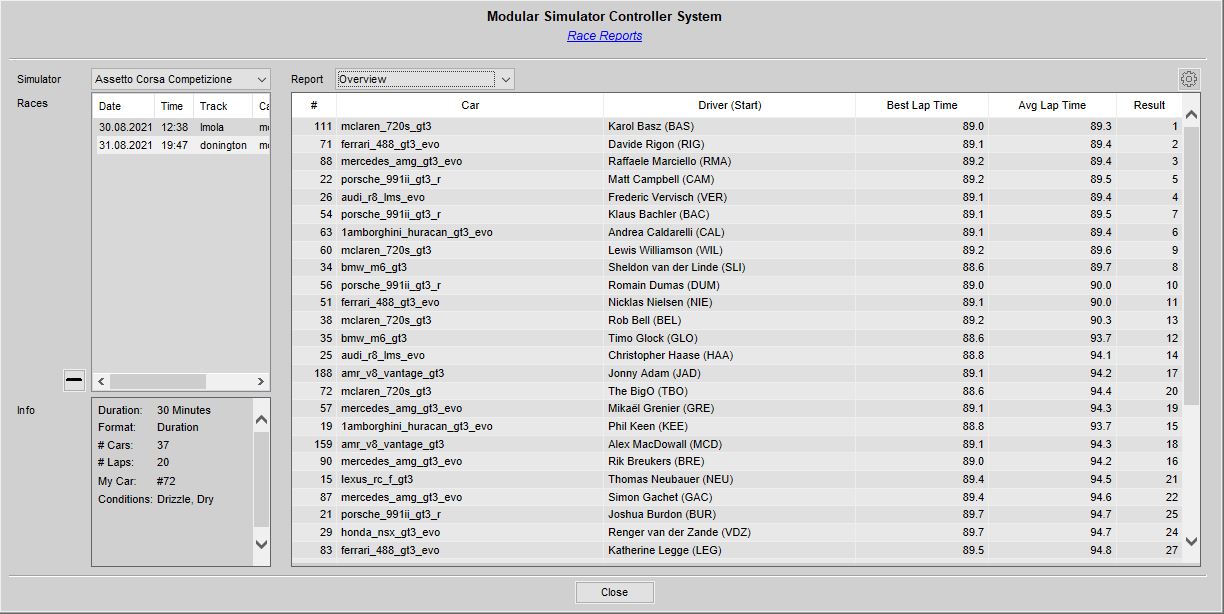 Modular Simulator Controller System
Race Reports
Simulator Assetto Corsa Competizione Report Overview
Races
Date Time Track Ca
30.08.2021 12:38 Imola m
31.08.2021 19:47 donington m
# Car Driver (Start) Best Lap Time Avg Lap Time Result
111 mclaren_720s_gt3 Karol Basz (BAS) 89.0 89.3 1
71 ferrari_488_gt3_evo Davide Rigon (RIG) 89.1 89.4 2
88 mercedes_amg_gt3_evo Raffaele Marciello (RMA) 89.2 89.4 3
22 porsche_991ii_gt3_r Matt Campbell (CAM) 89.2 89.5 5
26 audi_r8_lms_evo Frederic Vervisch (VER) 89.1 89.4 4
54 porsche_991ii_gt3_r Klaus Bachler (BAC) 89.1 89.5 7
63 1amborghini_huracan_gt3_evo Andrea Caldarelli (CAL) 89.1 89.4 6
60 mclaren_720s_gt3 Lewis Williamson (WIL) 89.2 89.6 9
34 bmw_m6_gt3 Sheldon van der Linde (SLI) 88.6 89.7 8
56 porsche_991ii_gt3_r Romain Dumas (DUM) 89.0 90.0 10
51 ferrari_488_gt3_evo Nicklas Nielsen (NIE) 89.1 90.0 11
38 mclaren_720s_gt3 Rob Bell (BEL) 89.2 90.3 13
35 bmw_m6_gt3 Timo Glock (GLO) 88.6 93.7 12
25 audi_r8_lms_evo Christopher Haase (HAA) 88.8 94.1 14
188 amr_v8_vantage_gt3 Jonny Adam (JAD) 89.1 94.2 17
72 mclaren_720s_gt3 The BigO (TBO) 88.6 94.4 20
57 mercedes_amg_gt3_evo Mikaël Grenier (GRE) 89.1 94.3 19
19 1amborghini_huracan_gt3_evo Phil Keen (KEE) 88.8 93.7 15
159 amr_v8_vantage_gt3 Alex MacDowall (MCD) 89.1 94.3 18
90 mercedes_amg_gt3_evo Rik Breukers (BRE) 89.0 94.2 16
15 lexus_rc_f_gt3 Thomas Neubauer (NEU) 89.4 94.5 21
87 mercedes_amg_gt3_evo Simon Gachet (GAC) 89.4 94.6 22
21 porsche_991ii_gt3_r Joshua Burdon (BUR) 89.7 94.7 25
29 honda_nsx_gt3_evo Renger van der Zande (VDZ) 89.7 94.7 24
83 ferrari_488_gt3_evo Katherine Legge (LEG) 89.5 94.8 27
Info
Duration: 30 Minutes
Format: Duration
# Cars: 37
# Laps: 20
My Car: #72
Conditions: Drizzle, Dry
Close